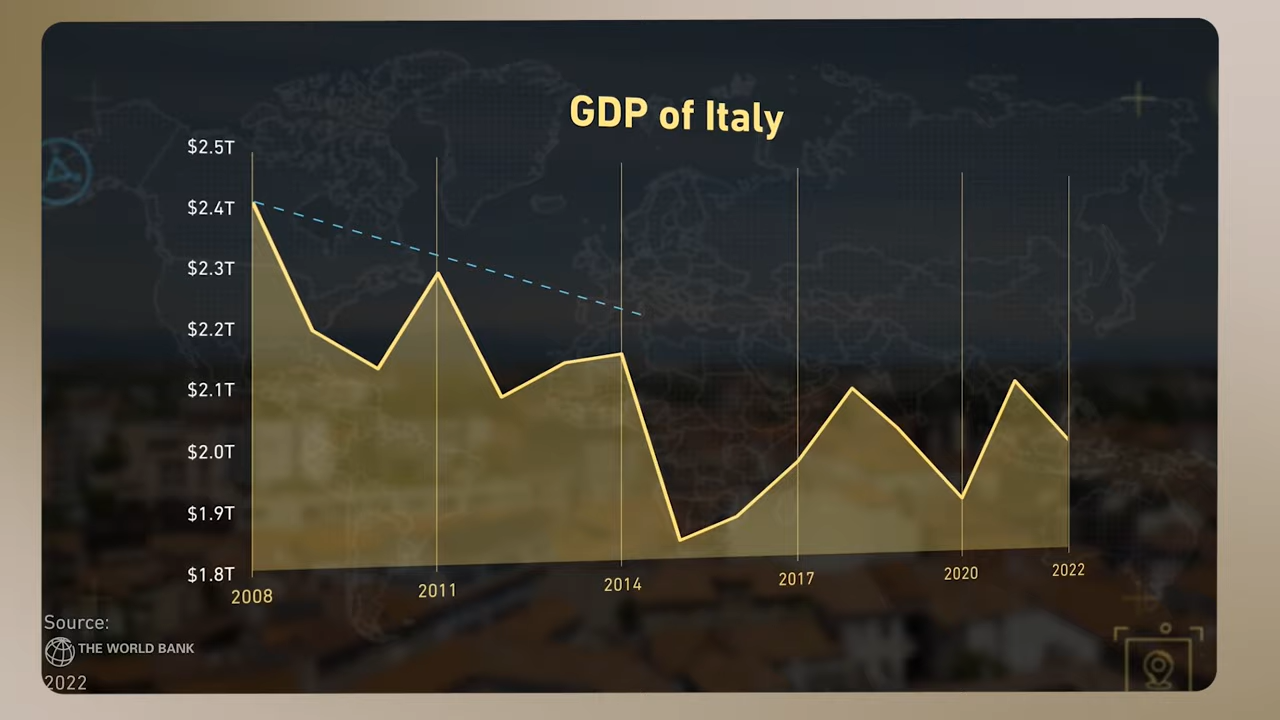 GDP of Italy
$2.5T
$2.4T
$2.3T
$2.2T
$2.1T
$2.0T
$1.9T
$1.8T
2008
2011
2014
2017
2020
2022
Source:
THE WORLD BANK
2022